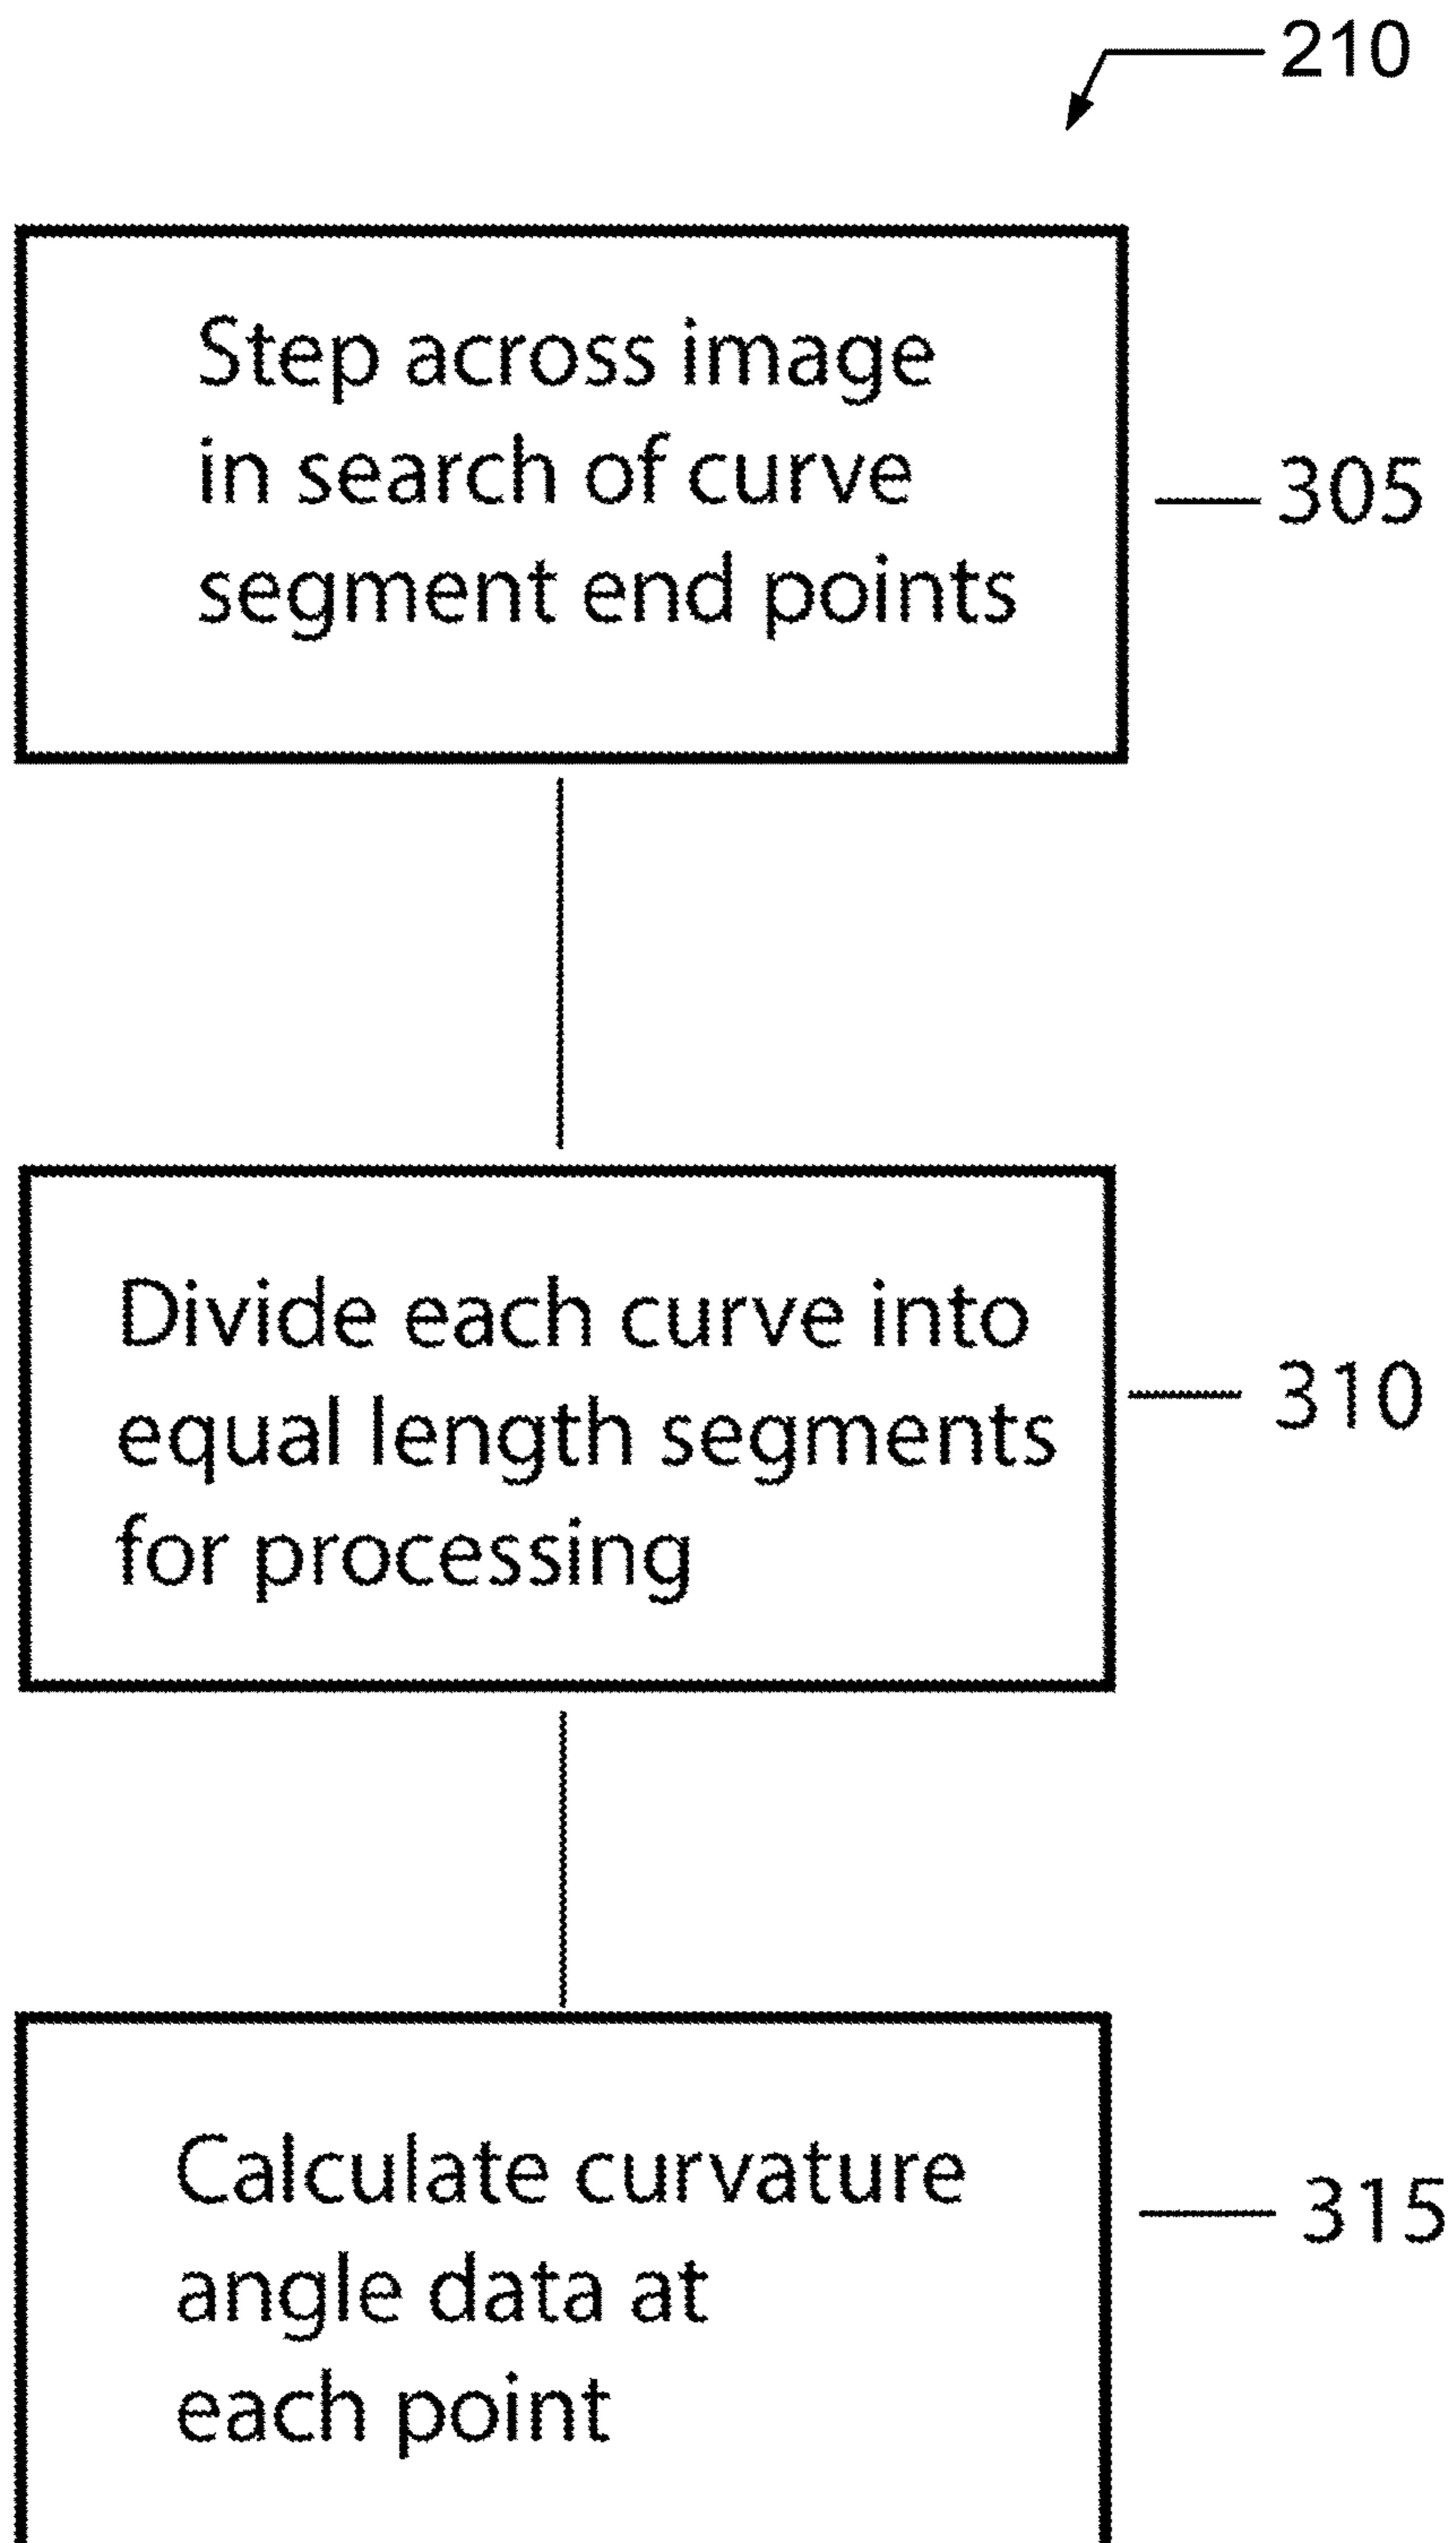 210
Step across image
in search of curve
segment end points
305
Divide each curve into
equal length segments
for processing
310
Calculate curvature
angle data at
each point
315